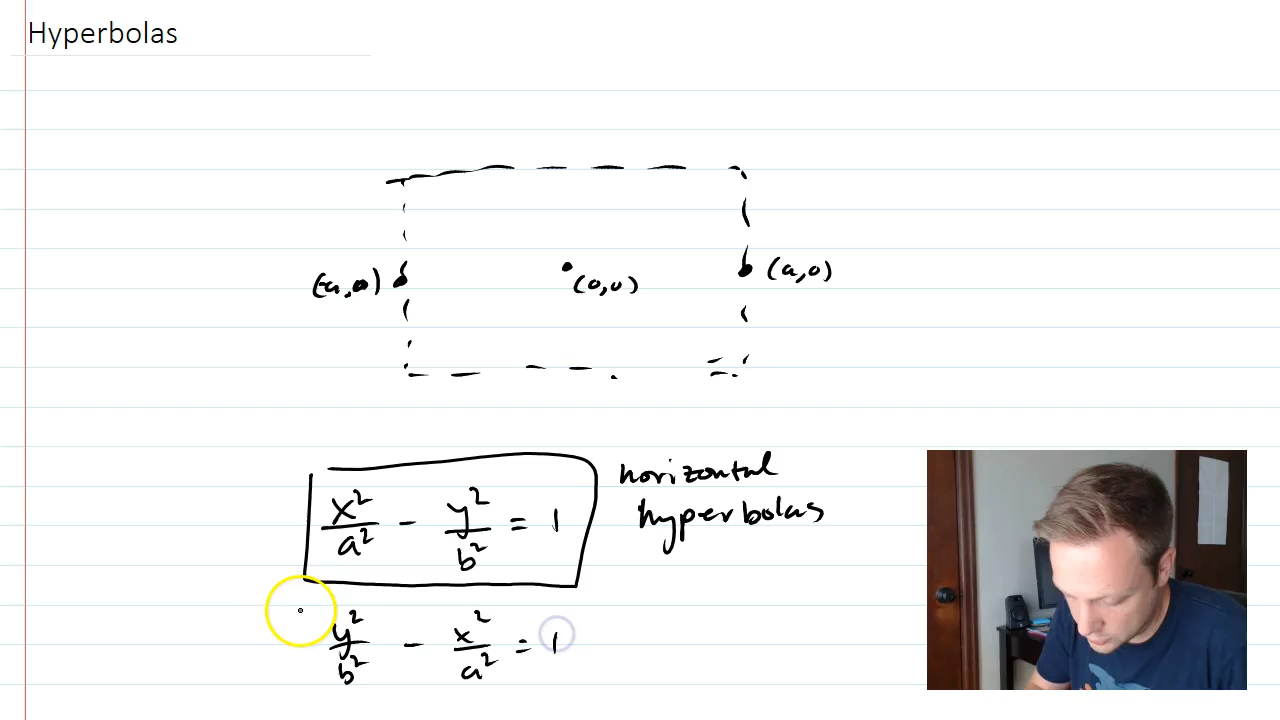 Hyperbolas
(-a,0) (0,0) (a,0)
x²/a² - y²/b² = 1
horizontal
hyperbolas
y²/b² - x²/a² = 1